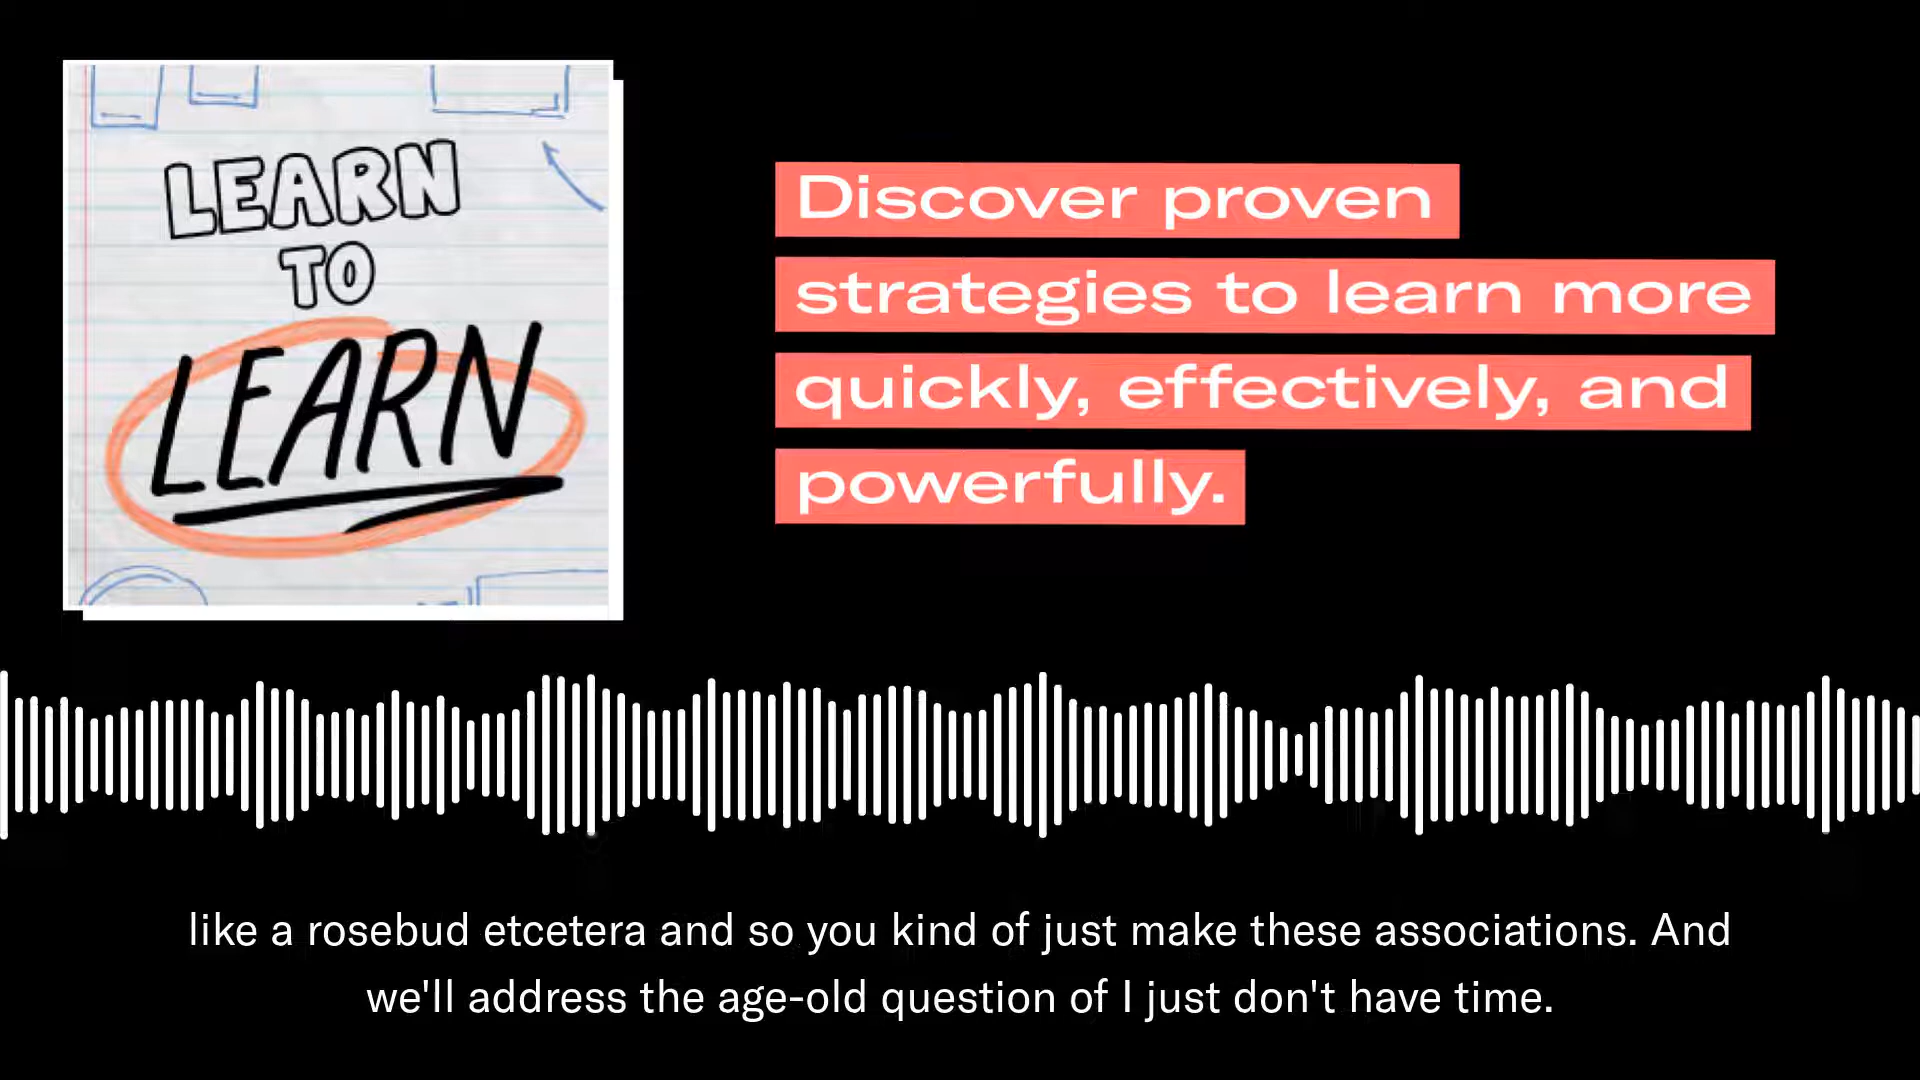 LEARN
TO
LEARN
Discover proven
strategies to learn more
quickly, effectively, and
powerfully.
like a rosebud etcetera and so you kind of just make these associations. And
we'll address the age-old question of I just don't have time.